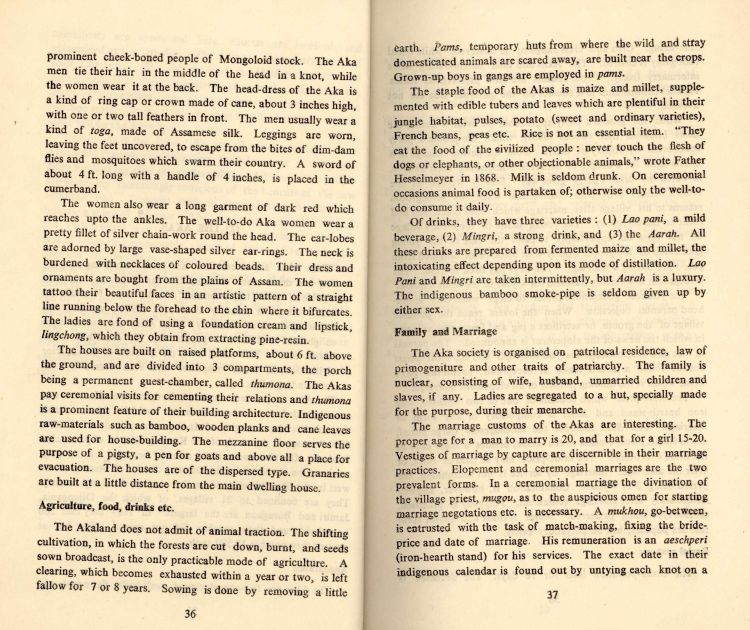 prominent cheek-boned people of Mongoloid stock. The Aka
men tie their hair in the middle of the head in a knot, while
the women wear it at the back. The head-dress of the Aka is
a kind of ring cap or crown made of cane, about 3 inches high,
with one or two tall feathers in front. The men usually wear a
kind of toga, made of Assamese silk. Leggings are worn,
leaving the feet uncovered, to escape from the bites of dim-dam
flies and mosquitoes which swarm their country. A sword of
about 4 ft. long with a handle of 4 inches, is placed in the
cumerband.
The women also wear a long garment of dark red which
reaches upto the ankles. The well-to-do Aka women wear a
pretty fillet of silver chain-work round the head. The ear-lobes
are adorned by large vase-shaped silver ear-rings. The neck is
burdened with necklaces of coloured beads. Their dress and
ornaments are bought from the plains of Assam. The women
tattoo their beautiful faces in an artistic pattern of a straight
line running below the forehead to the chin where it bifurcates.
The ladies are fond of using a foundation cream and lipstick,
lingchong, which they obtain from extracting pine-resin.
The houses are built on raised platforms, about 6 ft. above
the ground, and are divided into 3 compartments, the porch
being a permanent guest-chamber, called thumona. The Akas
pay ceremonial visits for cementing their relations and thumona
is a prominent feature of their building architecture. Indigenous
raw-materials such as bamboo, wooden planks and cane leaves
are used for house-building. The mezzanine floor serves the
purpose of a pigsty, a pen for goats and above all a place for
evacuation. The houses are of the dispersed type. Granaries
are built at a little distance from the main dwelling house.
Agriculture, food, drinks etc.
The Akaland does not admit of animal traction. The shifting
cultivation, in which the forests are cut down, burnt, and seeds
sown broadcast, is the only practicable mode of agriculture. A
clearing, which becomes exhausted within a year or two, is left
fallow for 7 or 8 years. Sowing is done by removing a little
36
earth. Pams, temporary huts from where the wild and stray
domesticated animals are scared away, are built near the crops.
Grown-up boys in gangs are employed in pams.
The staple food of the Akas is maize and millet, supple-
mented with edible tubers and leaves which are plentiful in their
jungle habitat, pulses, potato (sweet and ordinary varieties),
French beans, peas etc. Rice is not an essential item. "They
eat the food of the civilized people : never touch the flesh of
dogs or elephants, or other objectionable animals," wrote Father
Hesselmeyer in 1868. Milk is seldom drunk. On ceremonial
occasions animal food is partaken of; otherwise only the well-to-
do consume it daily.
Of drinks, they have three varieties : (1) Lao pani, a mild
beverage, (2) Mingri, a strong drink, and (3) the Aarah. All
these drinks are prepared from fermented maize and millet, the
intoxicating effect depending upon its mode of distillation. Lao
Pani and Mingri are taken intermittently, but Aarah is a luxury.
The indigenous bamboo smoke-pipe is seldom given up by
either sex.
Family and Marriage
The Aka society is organised on patrilocal residence, law of
primogeniture and other traits of patriarchy. The family is
nuclear, consisting of wife, husband, unmarried children and
slaves, if any. Ladies are segregated to a hut, specially made
for the purpose, during their menarche.
The marriage customs of the Akas are interesting. The
proper age for a man to marry is 20, and that for a girl 15-20.
Vestiges of marriage by capture are discernible in their marriage
practices. Elopement and ceremonial marriages are the two
prevalent forms. In a ceremonial marriage the divination of
the village priest, mugou, as to the auspicious omen for starting
marriage negotiations etc. is necessary. A mukhou, go-between,
is entrusted with the task of match-making, fixing the bride-
price and date of marriage. His remuneration is an aeschperi
(iron-hearth stand) for his services. The exact date in their
indigenous calendar is found out by untying each knot on a
37